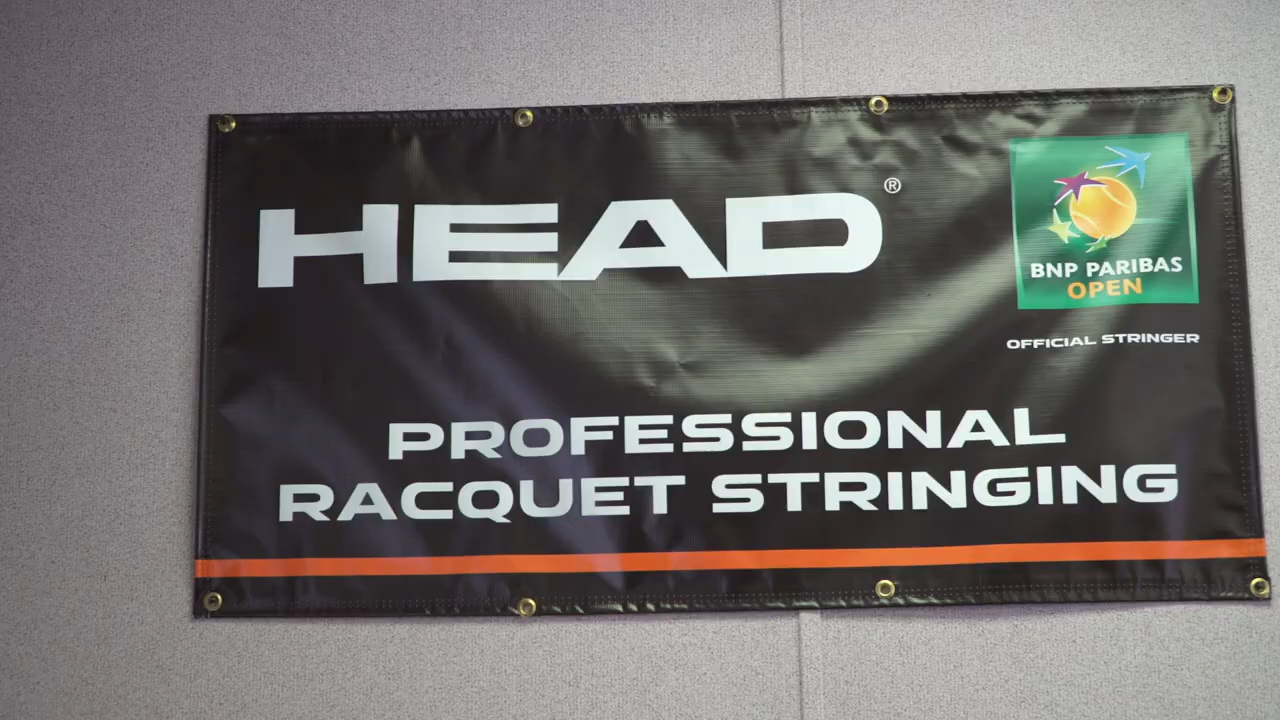 HEAD®
BNP PARIBAS
OPEN
OFFICIAL STRINGER
PROFESSIONAL
RACQUET STRINGING